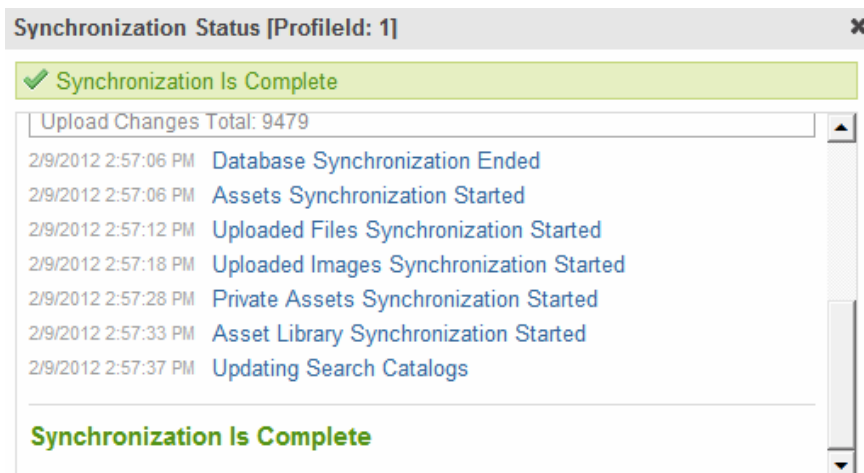 Synchronization Status [ProfileId: 1]
Synchronization Is Complete
Upload Changes Total: 9479
2/9/2012 2:57:06 PM Database Synchronization Ended
2/9/2012 2:57:06 PM Assets Synchronization Started
2/9/2012 2:57:12 PM Uploaded Files Synchronization Started
2/9/2012 2:57:18 PM Uploaded Images Synchronization Started
2/9/2012 2:57:28 PM Private Assets Synchronization Started
2/9/2012 2:57:33 PM Asset Library Synchronization Started
2/9/2012 2:57:37 PM Updating Search Catalogs
Synchronization Is Complete